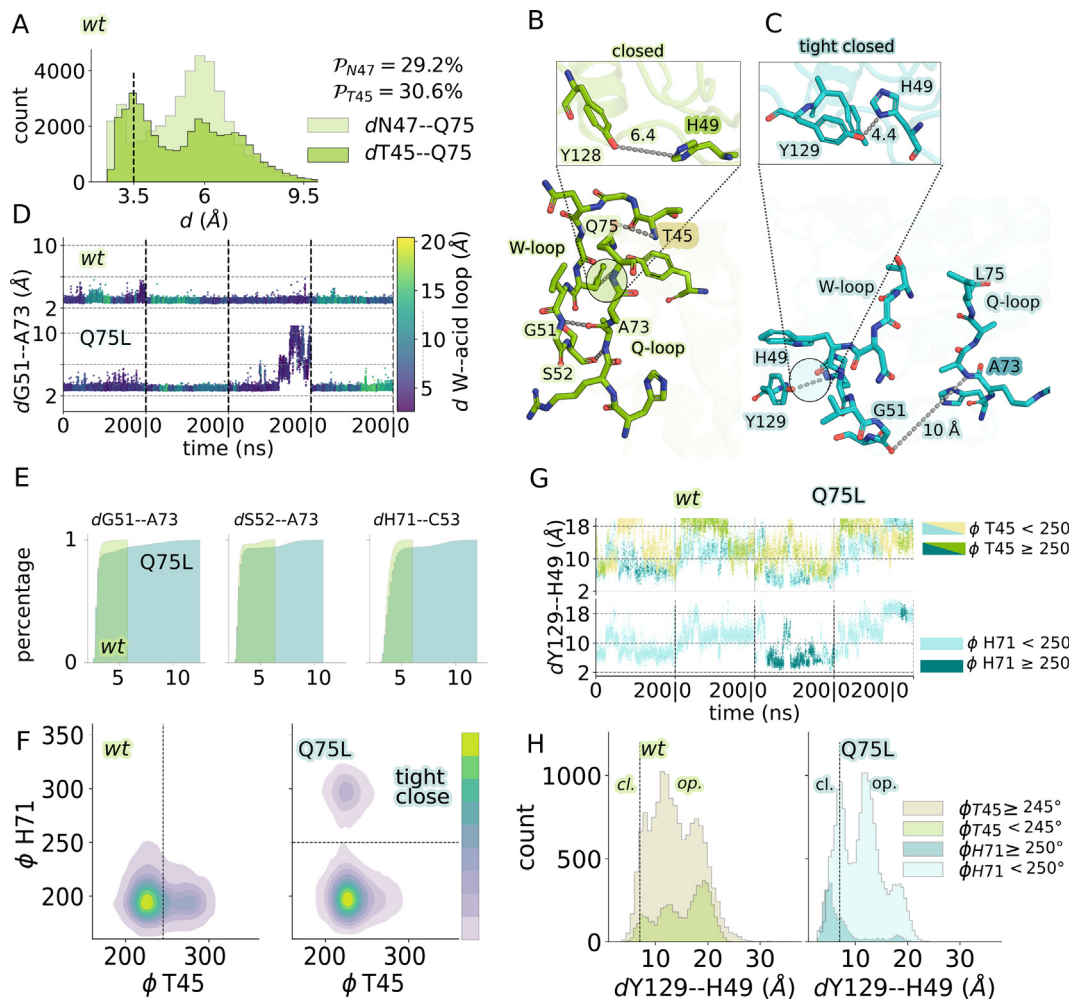 A
wt
count
4000
2000
0
3.5
6
9.5
d (Å)
𝒫N47 = 29.2%
𝒫T45 = 30.6%
dN47--Q75
dT45--Q75
B
closed
6.4
H49
Y128
Q75
T45
W-loop
G51
A73
Q-loop
S52
C
tight closed
H49
4.4
Y129
W-loop
L75
Q-loop
H49
A73
Y129
G51
10 Å
D
wt
dG51--A73 (Å)
10
2
Q75L
10
2
0
200|0
200|0
200|0
200|0
time (ns)
20
15
10
5
d W--acid loop (Å)
E
dG51--A73
dS52--A73
dH71--C53
percentage
1
0
Q75L
wt
5
10
5
10
5
10
F
wt
Q75L
tight
close
ϕ H71
350
300
250
200
200
300
200
300
ϕ T45
ϕ T45
G
wt
Q75L
dY129--H49 (Å)
18
10
2
18
10
2
0
200|0
200|0
200|0
200|0
time (ns)
ϕ T45 < 250
ϕ T45 ≥ 250
ϕ H71 < 250
ϕ H71 ≥ 250
H
wt
Q75L
cl.
op.
cl.
op.
count
1000
500
0
10
20
30
10
20
30
dY129--H49 (Å)
dY129--H49 (Å)
ϕT45 ≥ 245°
ϕT45 < 245°
ϕH71 ≥ 250°
ϕH71 < 250°